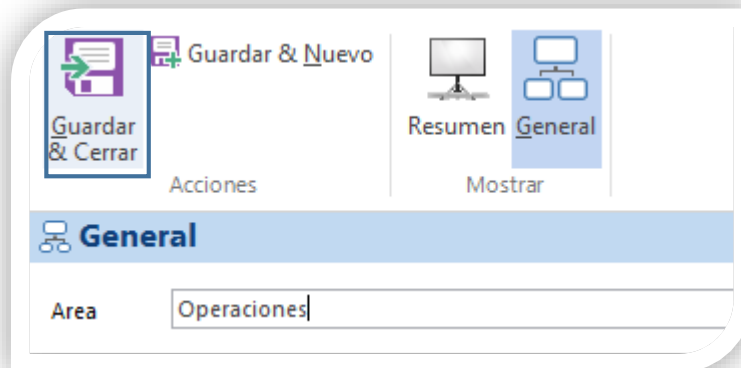 Guardar & Nuevo
Guardar
& Cerrar
Resumen General
Acciones
Mostrar
General
Area
Operaciones